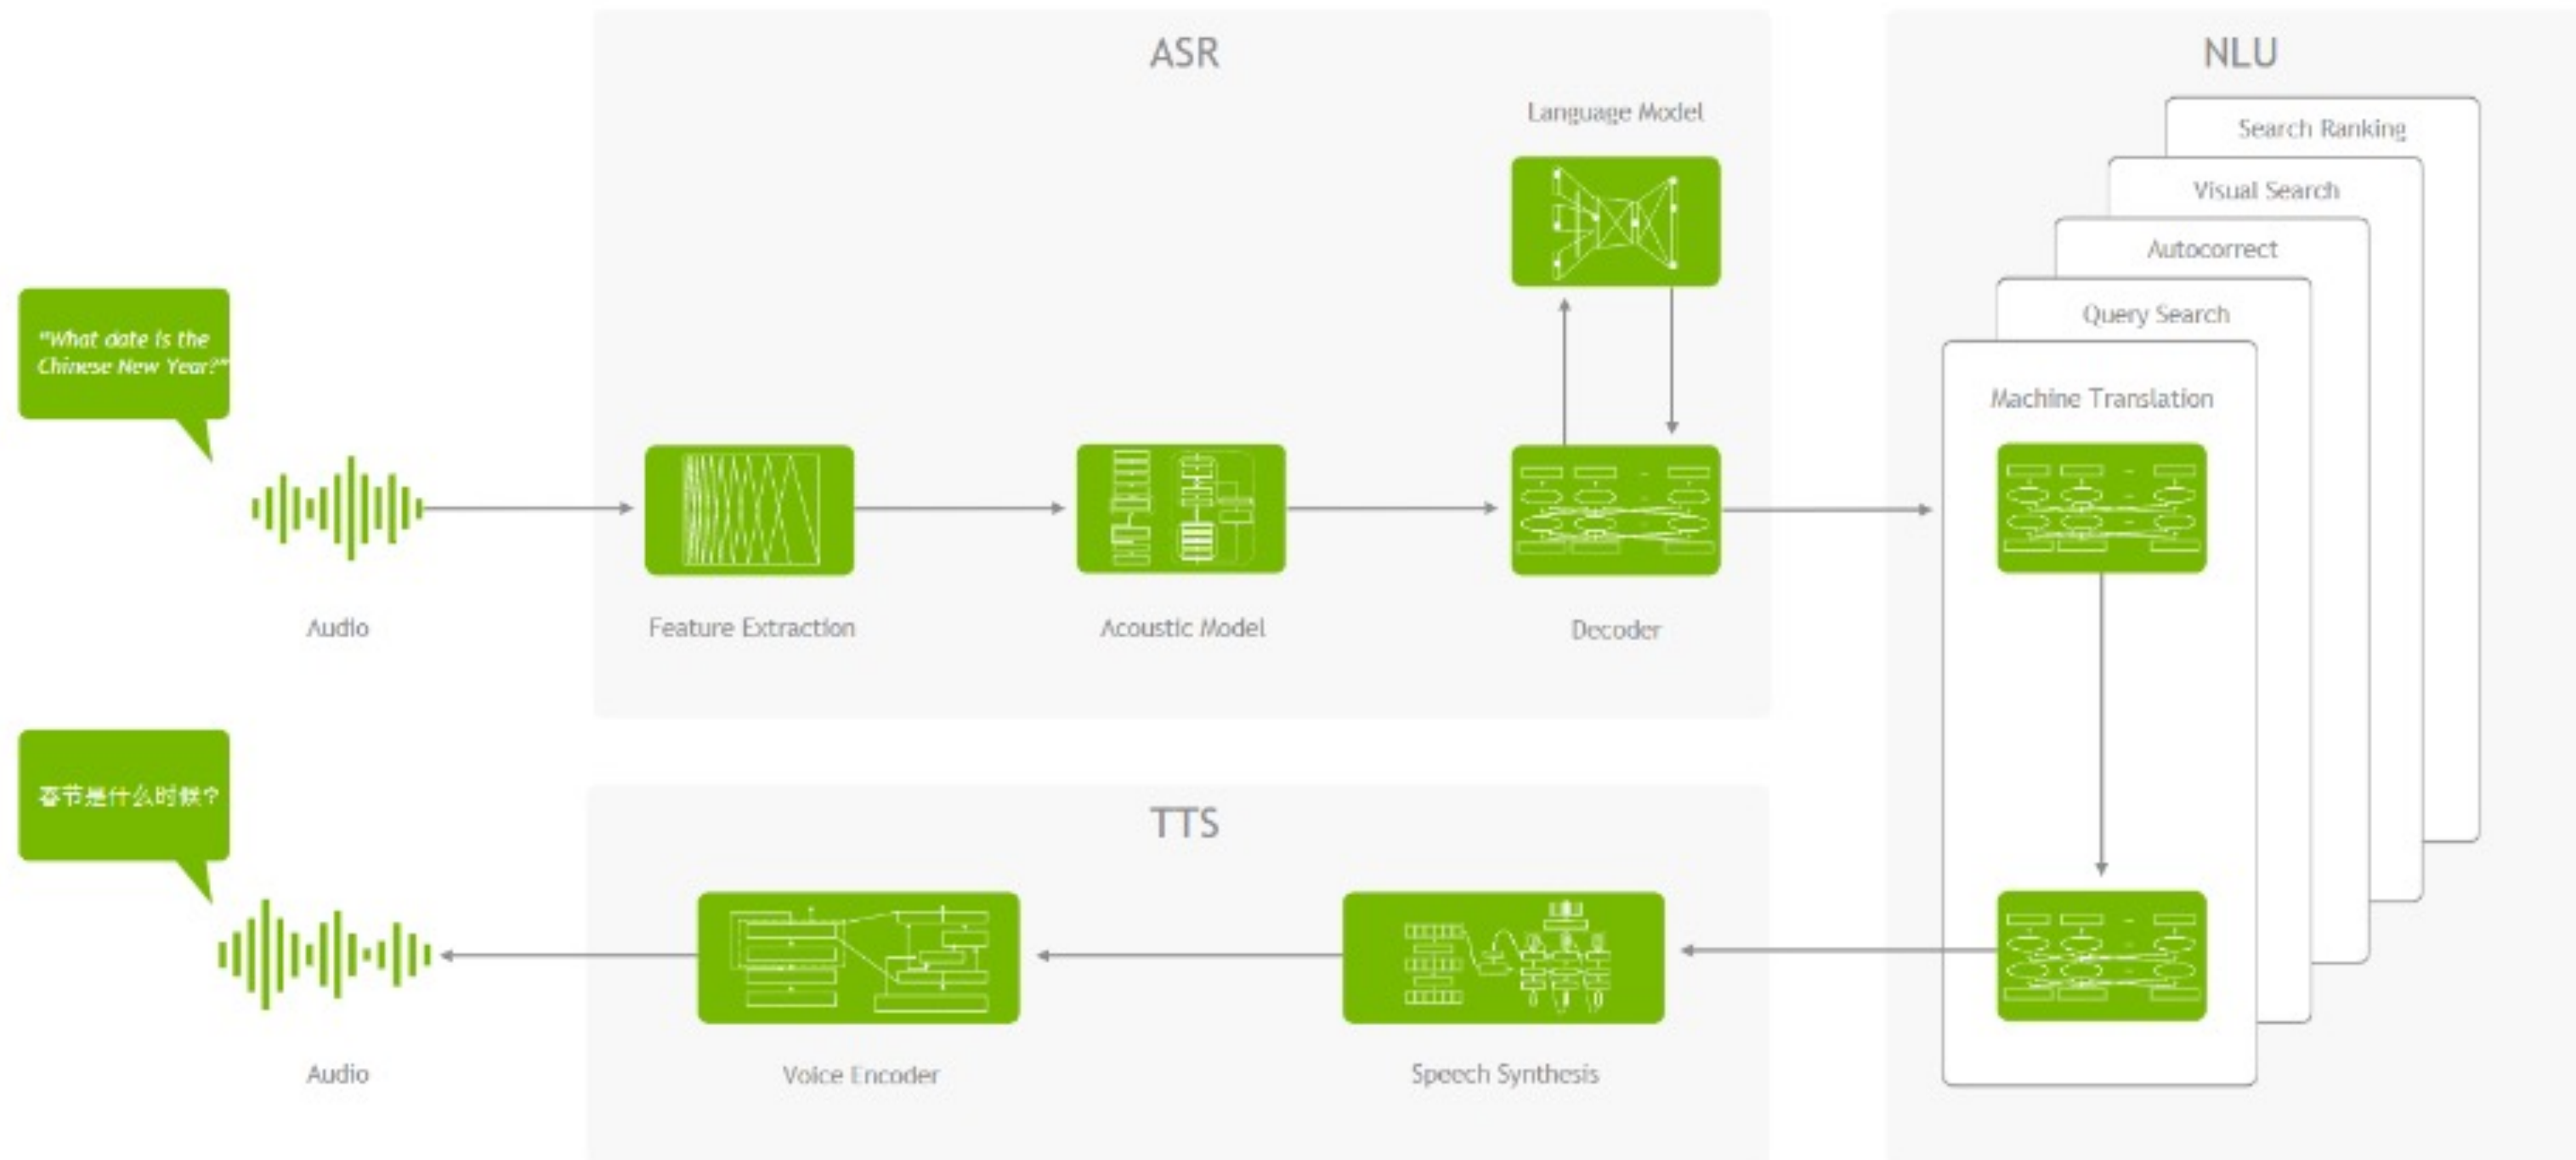 ASR
NLU
Language Model
Search Ranking
Visual Search
Autocorrect
Query Search
Machine Translation
"What date is the
Chinese New Year?"
Audio
Feature Extraction
Acoustic Model
Decoder
TTS
春节是什么时候?
Audio
Voice Encoder
Speech Synthesis